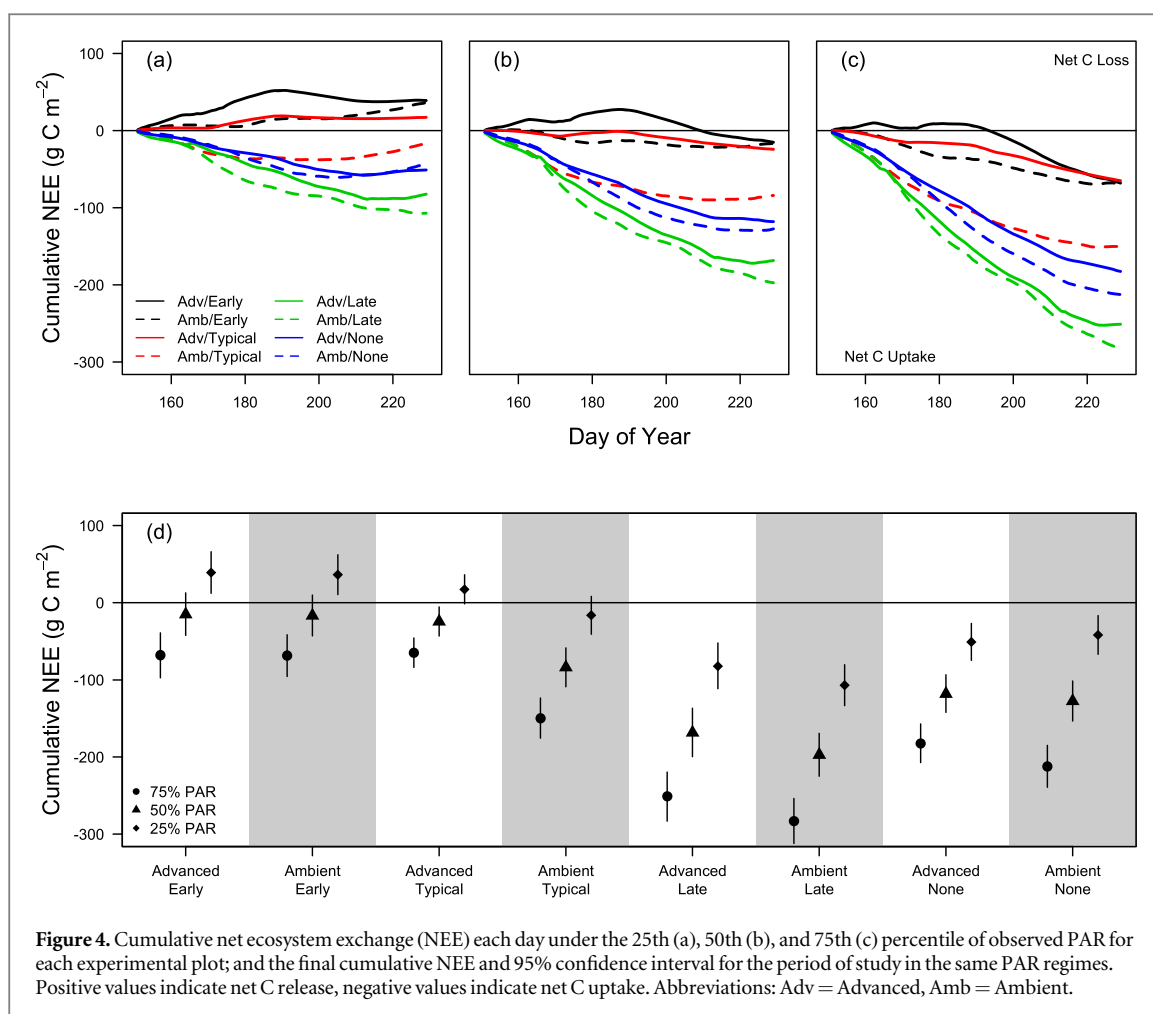 (a)
(b)
(c)
Net C Loss
Cumulative NEE (g C m−2)
100
0
-100
-200
-300
Adv/Early
Amb/Early
Adv/Typical
Amb/Typical
Adv/Late
Amb/Late
Adv/None
Amb/None
Net C Uptake
160 180 200 220
160 180 200 220
160 180 200 220
Day of Year
(d)
Cumulative NEE (g C m−2)
100
0
-100
-200
-300
75% PAR
50% PAR
25% PAR
Advanced Early
Ambient Early
Advanced Typical
Ambient Typical
Advanced Late
Ambient Late
Advanced None
Ambient None
Figure 4. Cumulative net ecosystem exchange (NEE) each day under the 25th (a), 50th (b), and 75th (c) percentile of observed PAR for
each experimental plot; and the final cumulative NEE and 95% confidence interval for the period of study in the same PAR regimes.
Positive values indicate net C release, negative values indicate net C uptake. Abbreviations: Adv = Advanced, Amb = Ambient.